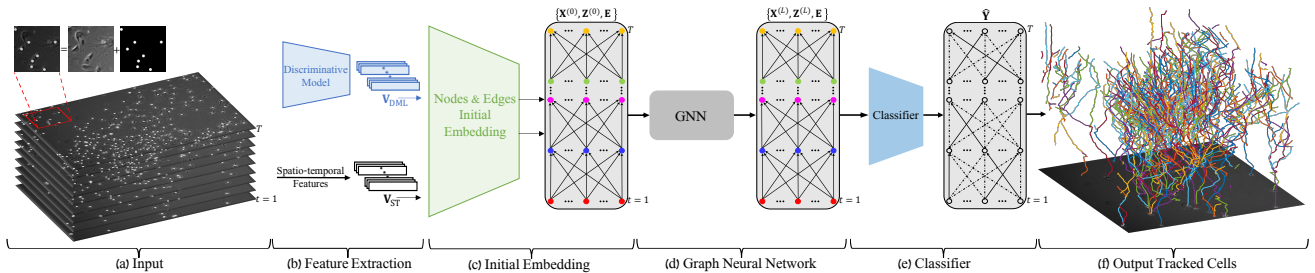 = +
T
t = 1
Discriminative
Model
V_DML
Spatio-temporal
Features
V_ST
Nodes & Edges
Initial
Embedding
{X^(0), Z^(0), E}
T
...
t = 1
GNN
{X^(L), Z^(L), E}
T
...
t = 1
Classifier
Ŷ
T
...
t = 1
(a) Input
(b) Feature Extraction
(c) Initial Embedding
(d) Graph Neural Network
(e) Classifier
(f) Output Tracked Cells